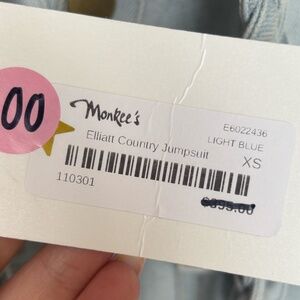 00
Monkee's
E6022436
Elliatt Country Jumpsuit
LIGHT BLUE
XS
110301